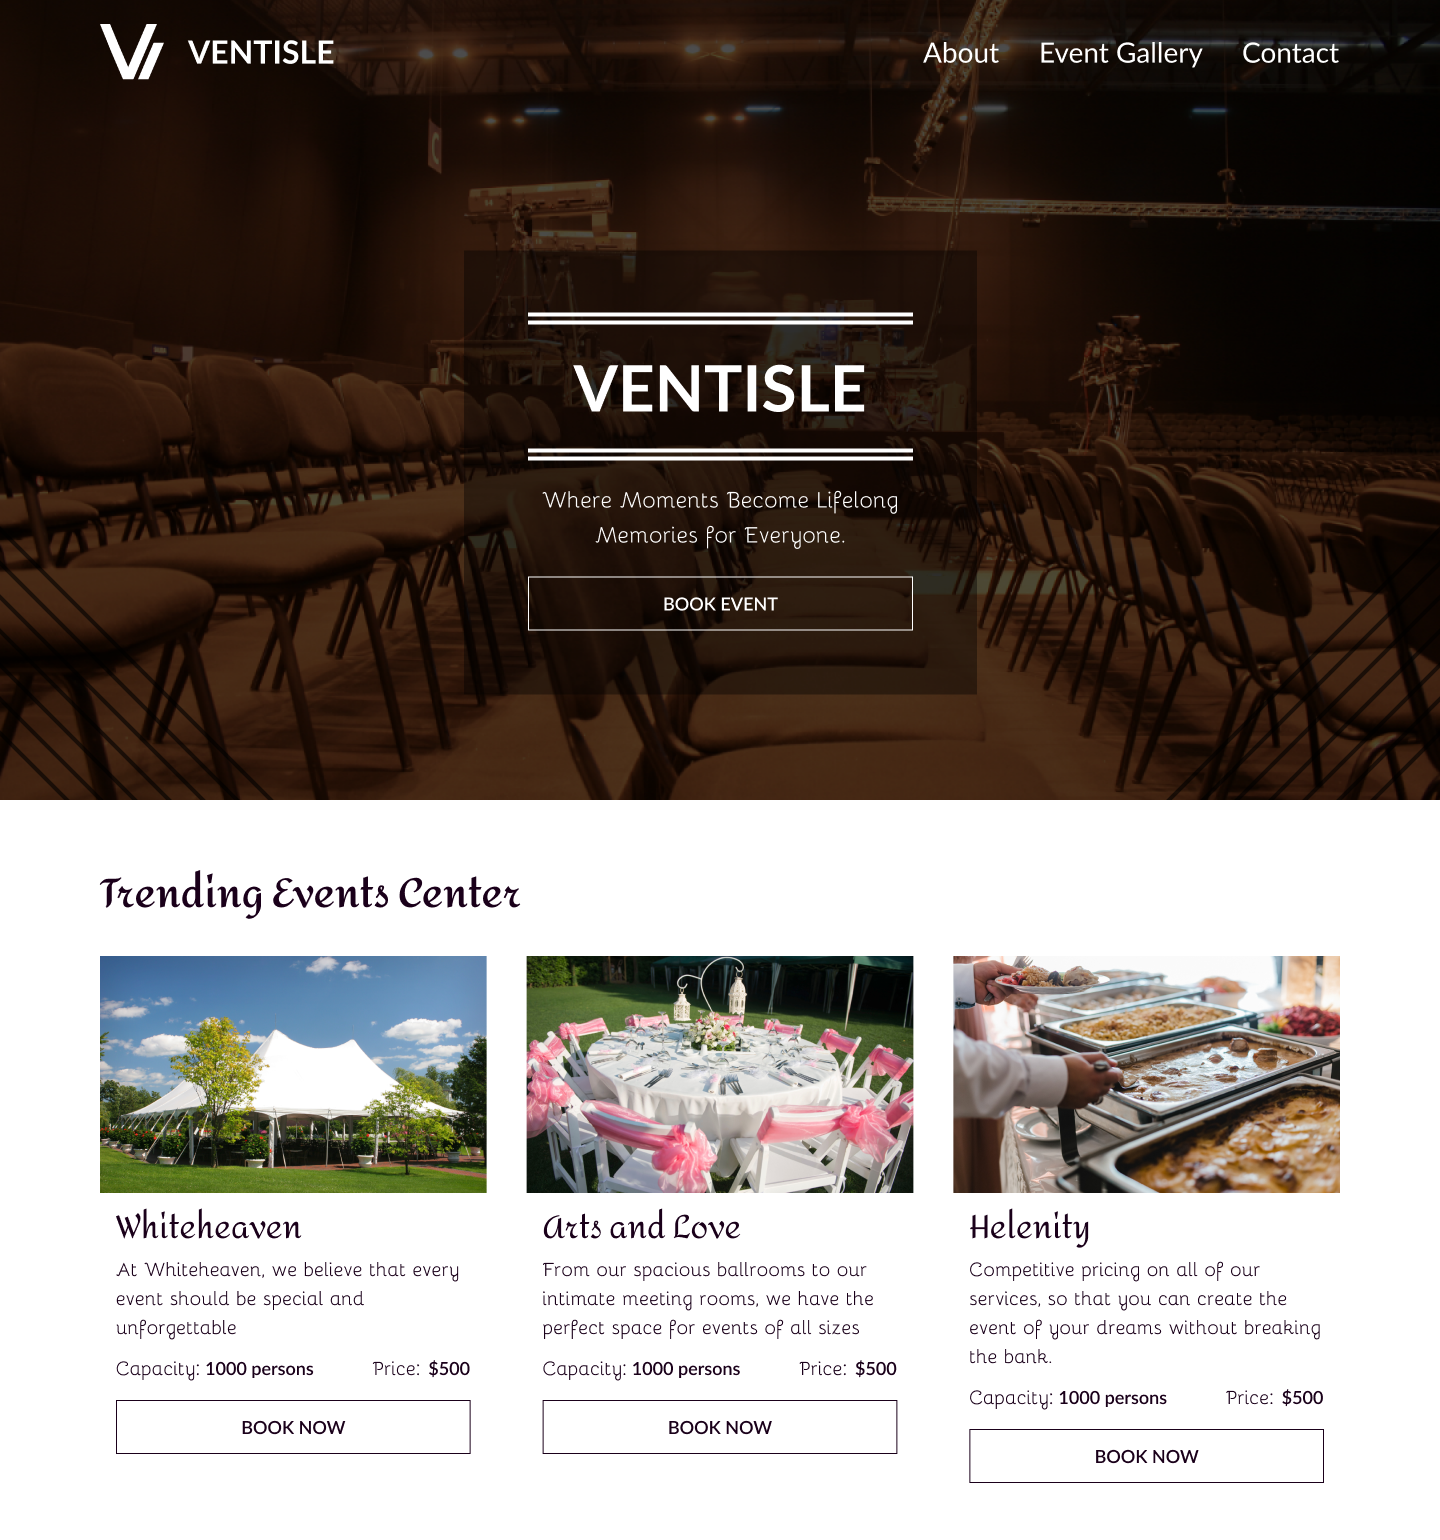 VENTISLE
About Event Gallery Contact
VENTISLE
Where Moments Become Lifelong
Memories for Everyone.
BOOK EVENT
Trending Events Center
Whiteheaven
At Whiteheaven, we believe that every
event should be special and
unforgettable
Capacity: 1000 persons Price: $500
BOOK NOW
Arts and Love
From our spacious ballrooms to our
intimate meeting rooms, we have the
perfect space for events of all sizes
Capacity: 1000 persons Price: $500
BOOK NOW
Helenity
Competitive pricing on all of our
services, so that you can create the
event of your dreams without breaking
the bank.
Capacity: 1000 persons Price: $500
BOOK NOW